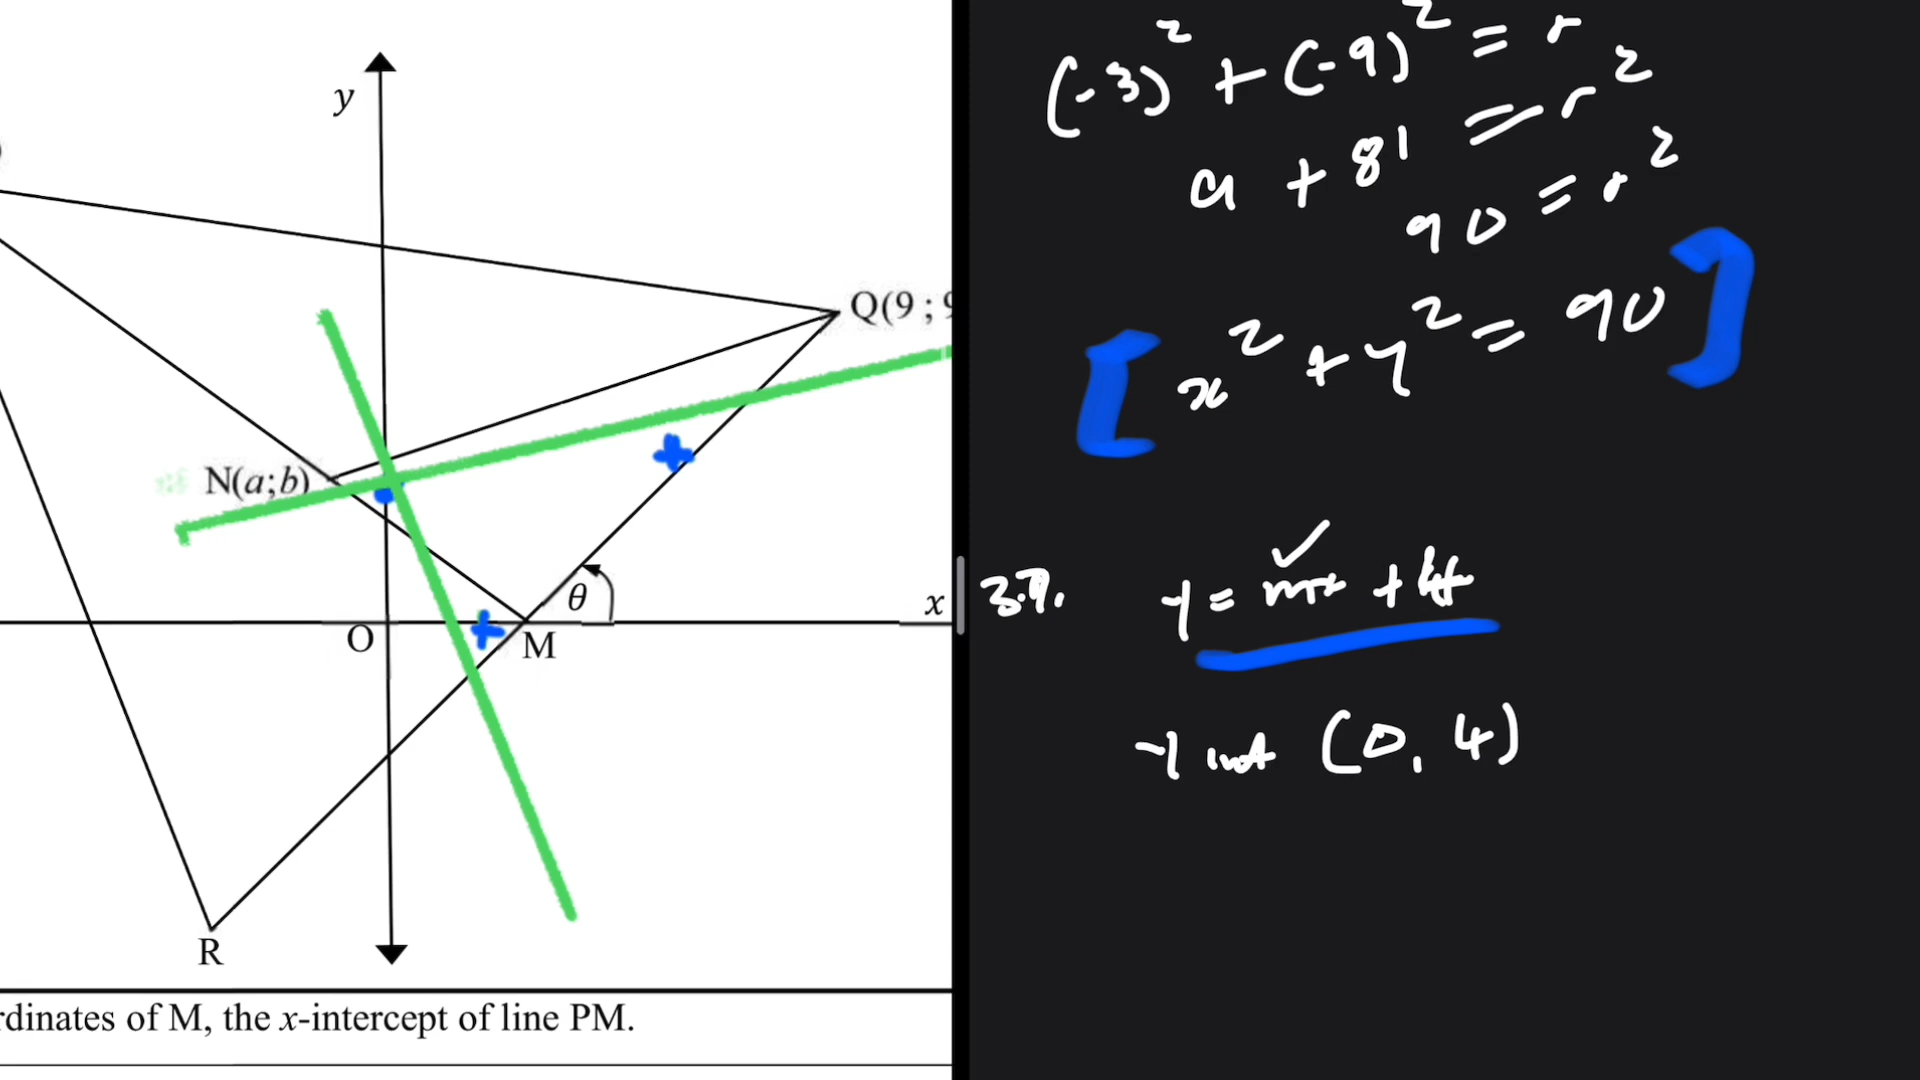 y
Q(9 ; 9
N(a;b)
θ
x
O
M
R
rdinates of M, the x-intercept of line PM.
(-3)² + (-9)² = r
9 + 81 = r²
90 = r²
[ x² + y² = 90 ]
3.7. y = mx +
y int (0, 4)